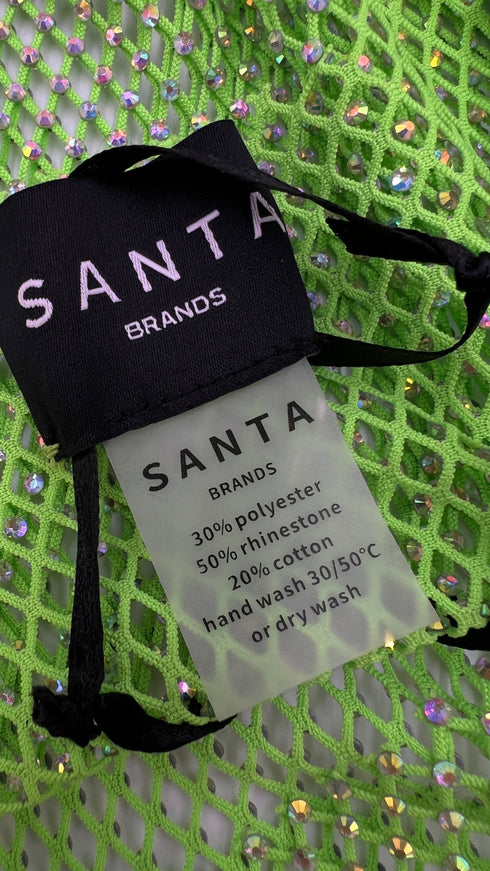 SANTA
BRANDS
SANTA
BRANDS
30% polyester
50% rhinestone
20% cotton
hand wash 30/50°C
or dry wash